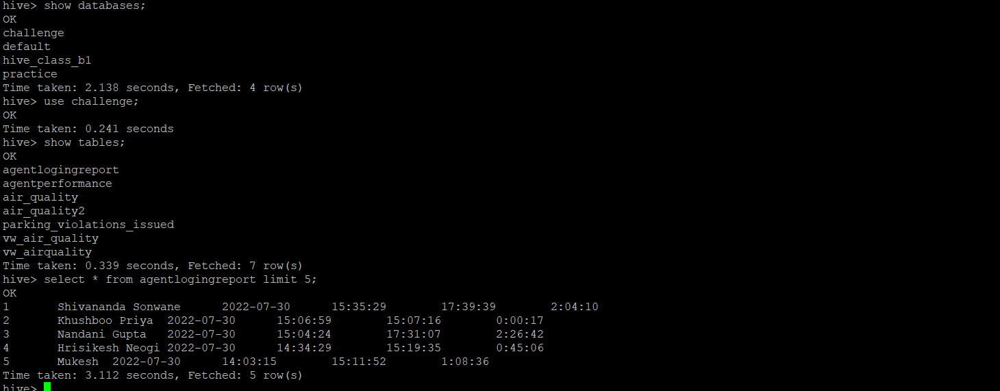 hive> show databases;
OK
challenge
default
hive_class_b1
practice
Time taken: 2.138 seconds, Fetched: 4 row(s)
hive> use challenge;
OK
Time taken: 0.241 seconds
hive> show tables;
OK
agentlogingreport
agentperformance
air_quality
air_quality2
parking_violations_issued
vw_air_quality
vw_airquality
Time taken: 0.339 seconds, Fetched: 7 row(s)
hive> select * from agentlogingreport limit 5;
OK
1       Shivananda Sonwane      2022-07-30      15:35:29        17:39:39        2:04:10
2       Khushboo Priya  2022-07-30      15:06:59        15:07:16        0:00:17
3       Nandani Gupta   2022-07-30      15:04:24        17:31:07        2:26:42
4       Hrisikesh Neogi 2022-07-30      14:34:29        15:19:35        0:45:06
5       Mukesh  2022-07-30      14:03:15        15:11:52        1:08:36
Time taken: 3.112 seconds, Fetched: 5 row(s)
hive>